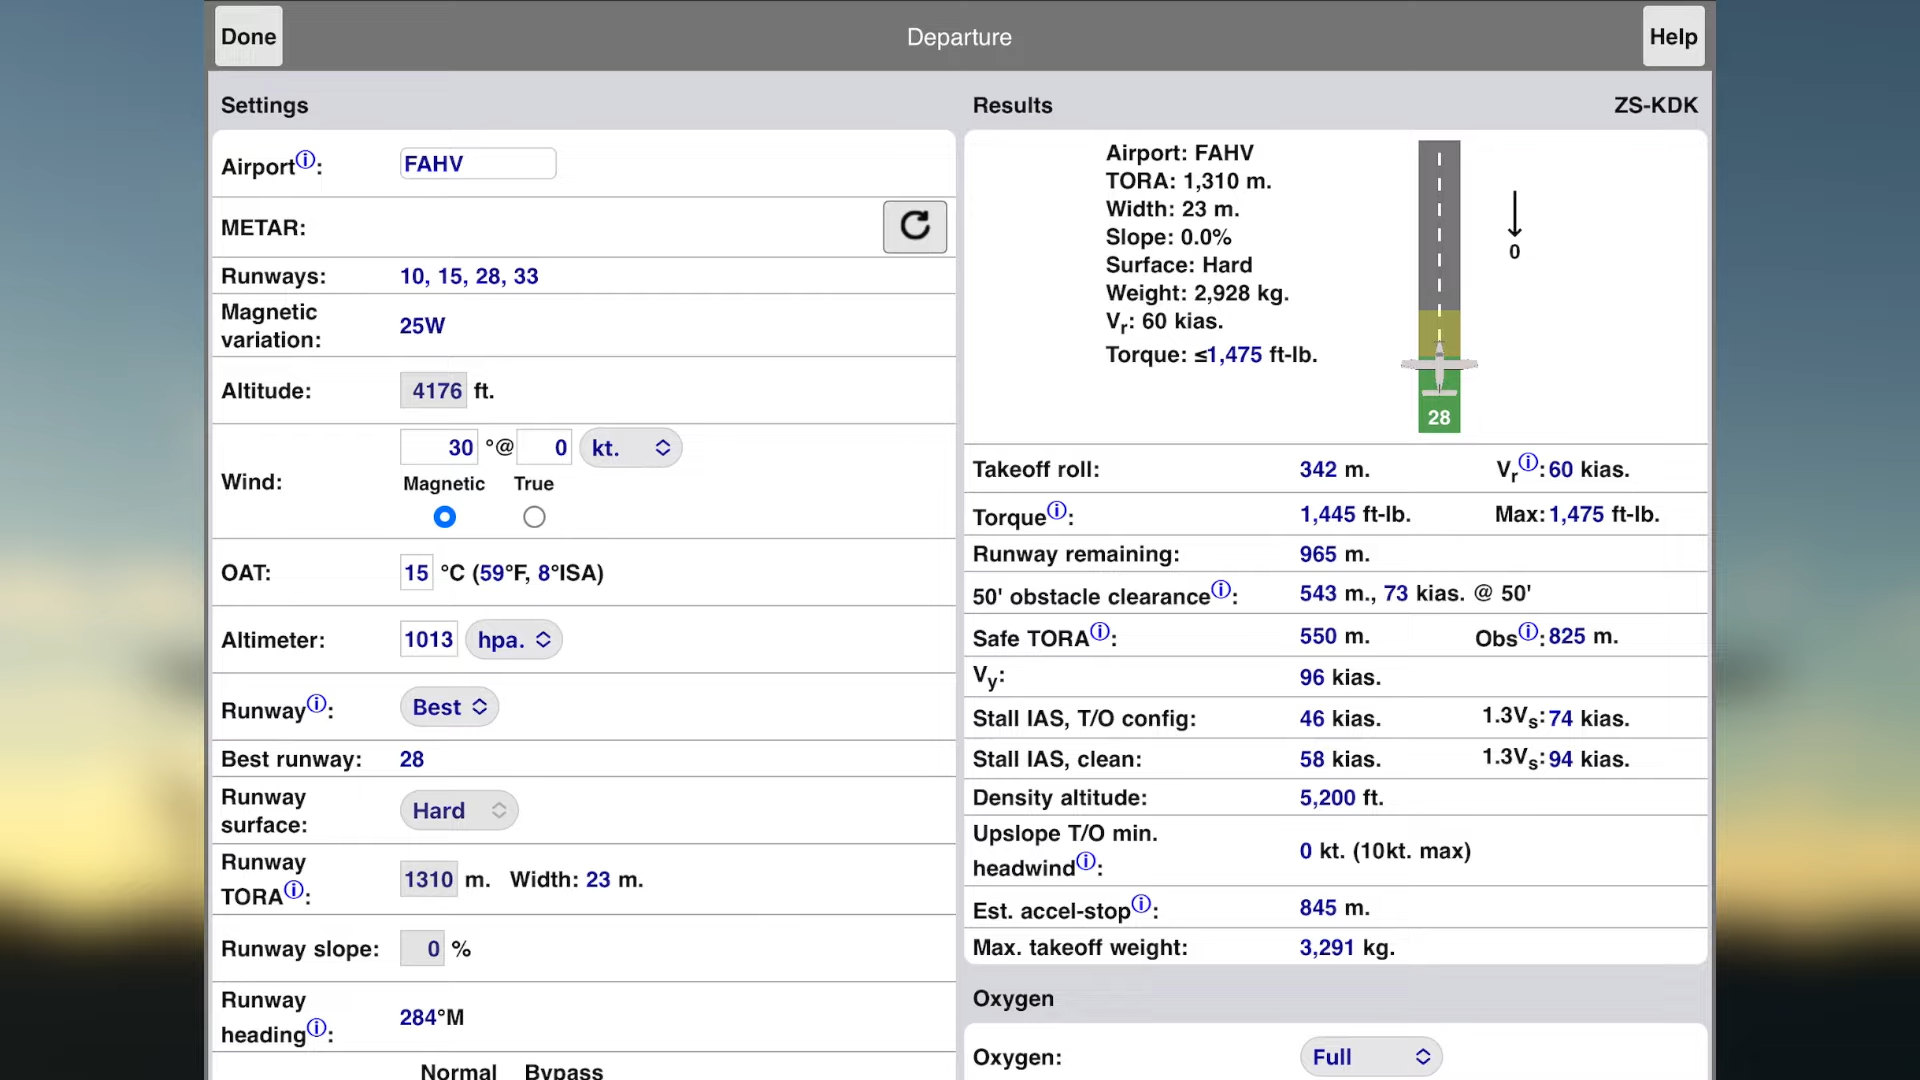 Done
Departure
Help
Settings
Airportⓘ: FAHV
METAR:
Runways: 10, 15, 28, 33
Magnetic
variation: 25W
Altitude: 4176 ft.
Wind: 30 °@ 0 kt.
Magnetic True
OAT: 15 °C (59°F, 8°ISA)
Altimeter: 1013 hpa.
Runwayⓘ: Best
Best runway: 28
Runway
surface: Hard
Runway
TORAⓘ: 1310 m. Width: 23 m.
Runway slope: 0 %
Runway
headingⓘ: 284°M
Normal Bypass
Results ZS-KDK
Airport: FAHV
TORA: 1,310 m.
Width: 23 m.
Slope: 0.0%
Surface: Hard
Weight: 2,928 kg.
Vr: 60 kias.
Torque: ≤1,475 ft-lb.
0
28
Takeoff roll: 342 m. Vrⓘ: 60 kias.
Torqueⓘ: 1,445 ft-lb. Max: 1,475 ft-lb.
Runway remaining: 965 m.
50' obstacle clearanceⓘ: 543 m., 73 kias. @ 50'
Safe TORAⓘ: 550 m. Obsⓘ: 825 m.
Vy: 96 kias.
Stall IAS, T/O config: 46 kias. 1.3Vs: 74 kias.
Stall IAS, clean: 58 kias. 1.3Vs: 94 kias.
Density altitude: 5,200 ft.
Upslope T/O min.
headwindⓘ: 0 kt. (10kt. max)
Est. accel-stopⓘ: 845 m.
Max. takeoff weight: 3,291 kg.
Oxygen
Oxygen: Full